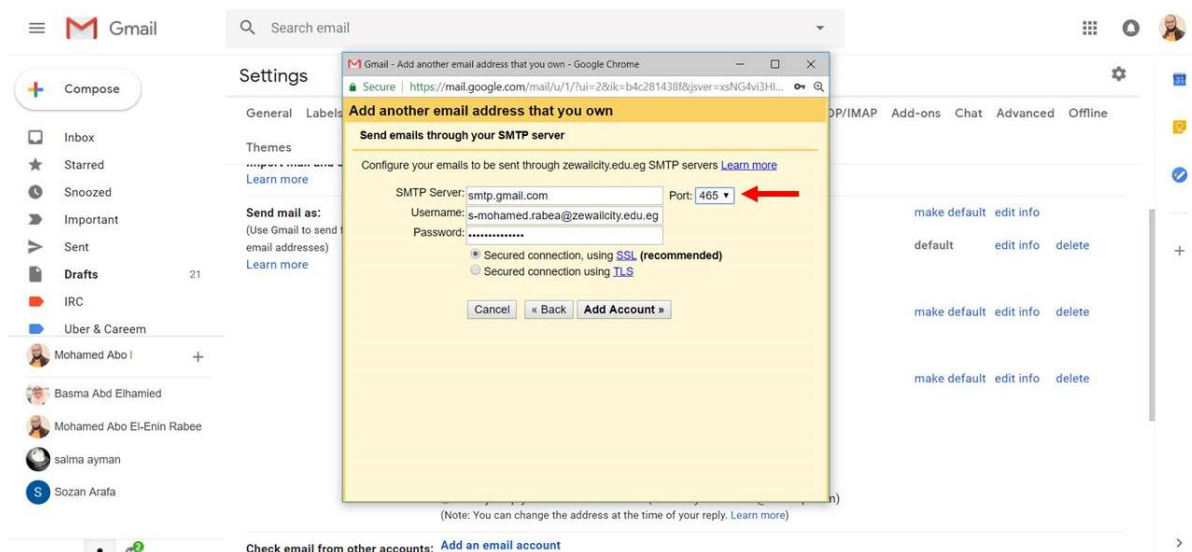 Gmail
Search email
Compose
Inbox
Starred
Snoozed
Important
Sent
Drafts 21
IRC
Uber & Careem
Mohamed Abo
Basma Abd Elhamied
Mohamed Abo El-Enin Rabee
salma ayman
S Sozan Arafa
2
Settings
General Labels OP/IMAP Add-ons Chat Advanced Offline
Themes
Learn more
Send mail as:
(Use Gmail to send
email addresses)
Learn more
make default edit info
default edit info delete
make default edit info delete
make default edit info delete
Gmail - Add another email address that you own - Google Chrome
Secure | https://mail.google.com/mail/u/1/?ui=2&ik=b4c281438f&jsver=xsNG4vi3HI...
Add another email address that you own
Send emails through your SMTP server
Configure your emails to be sent through zewailcity.edu.eg SMTP servers Learn more
SMTP Server: smtp.gmail.com Port: 465
Username: s-mohamed.rabea@zewailcity.edu.eg
Password: ••••••••••••••
Secured connection, using SSL (recommended)
Secured connection using TLS
Cancel « Back Add Account »
(Note: You can change the address at the time of your reply. Learn more)
Check email from other accounts: Add an email account
31